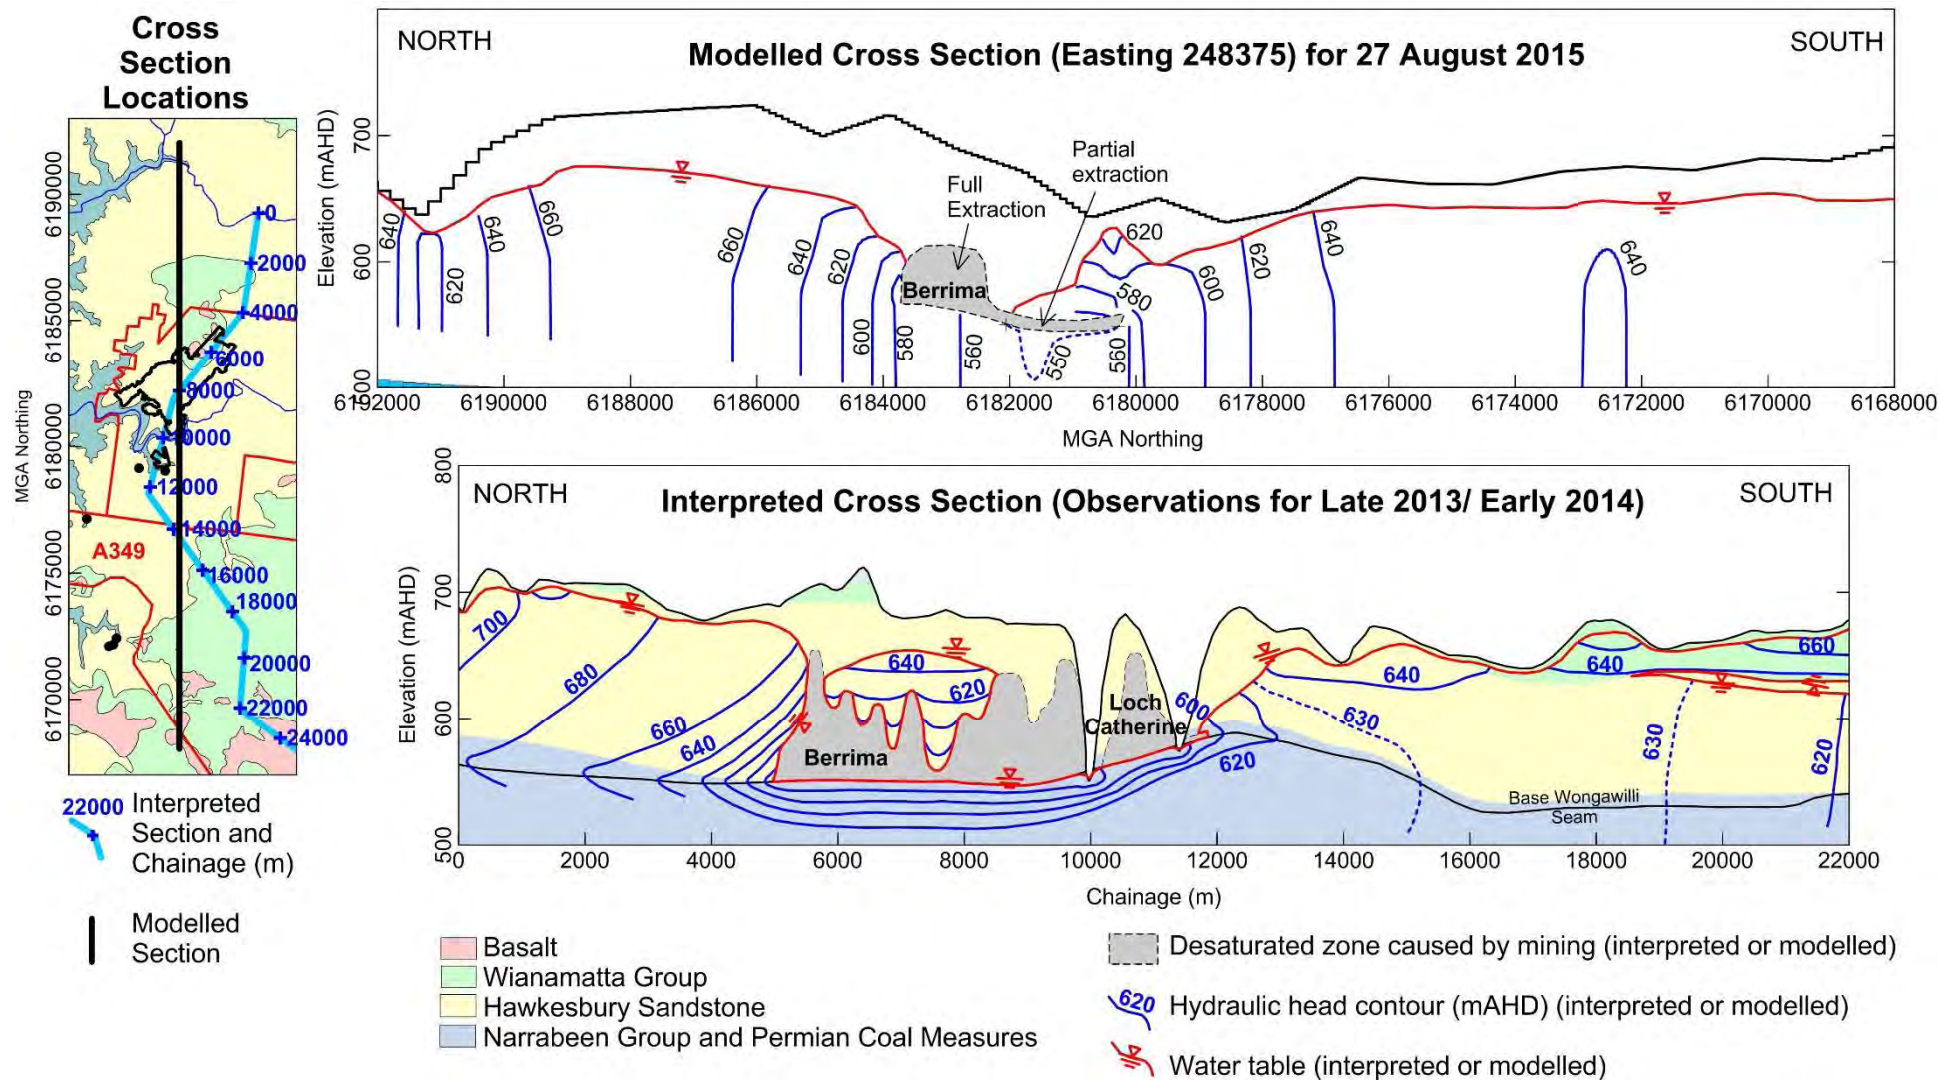 Cross
Section
Locations
MGA Northing
6190000
6185000
6180000
6175000
6170000
0
2000
4000
6000
8000
10000
12000
14000
16000
18000
20000
22000
24000
A349
22000
Interpreted
Section and
Chainage (m)
Modelled
Section
NORTH
Modelled Cross Section (Easting 248375) for 27 August 2015
SOUTH
Elevation (mAHD)
700
600
500
Partial
extraction
Full
Extraction
Berrima
640
620
640
660
660
640
620
600
580
560
550
560
580
620
600
620
640
640
6192000 6190000 6188000 6186000 6184000 6182000 6180000 6178000 6176000 6174000 6172000 6170000 6168000
MGA Northing
NORTH
Interpreted Cross Section (Observations for Late 2013/ Early 2014)
SOUTH
Elevation (mAHD)
800
700
600
500
700
680
660
640
640
620
Berrima
Loch
Catherine
600
620
630
640
640
630
660
620
Base Wongawilli
Seam
50 2000 4000 6000 8000 10000 12000 14000 16000 18000 20000 22000
Chainage (m)
Basalt
Wianamatta Group
Hawkesbury Sandstone
Narrabeen Group and Permian Coal Measures
Desaturated zone caused by mining (interpreted or modelled)
620
Hydraulic head contour (mAHD) (interpreted or modelled)
Water table (interpreted or modelled)